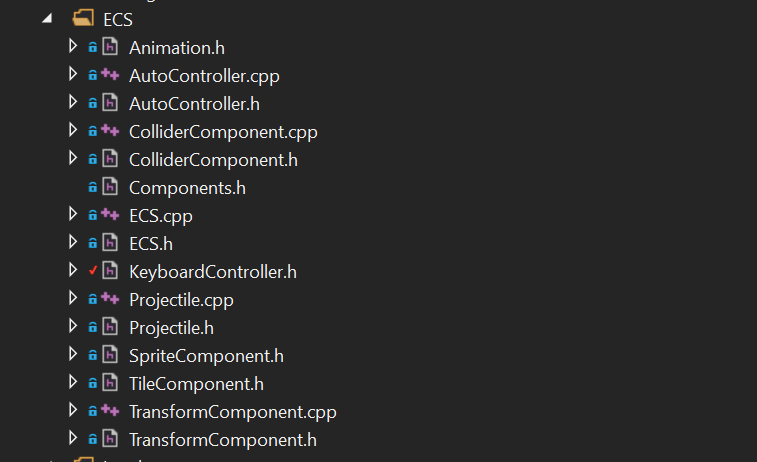 ECS
Animation.h
AutoController.cpp
AutoController.h
ColliderComponent.cpp
ColliderComponent.h
Components.h
ECS.cpp
ECS.h
KeyboardController.h
Projectile.cpp
Projectile.h
SpriteComponent.h
TileComponent.h
TransformComponent.cpp
TransformComponent.h